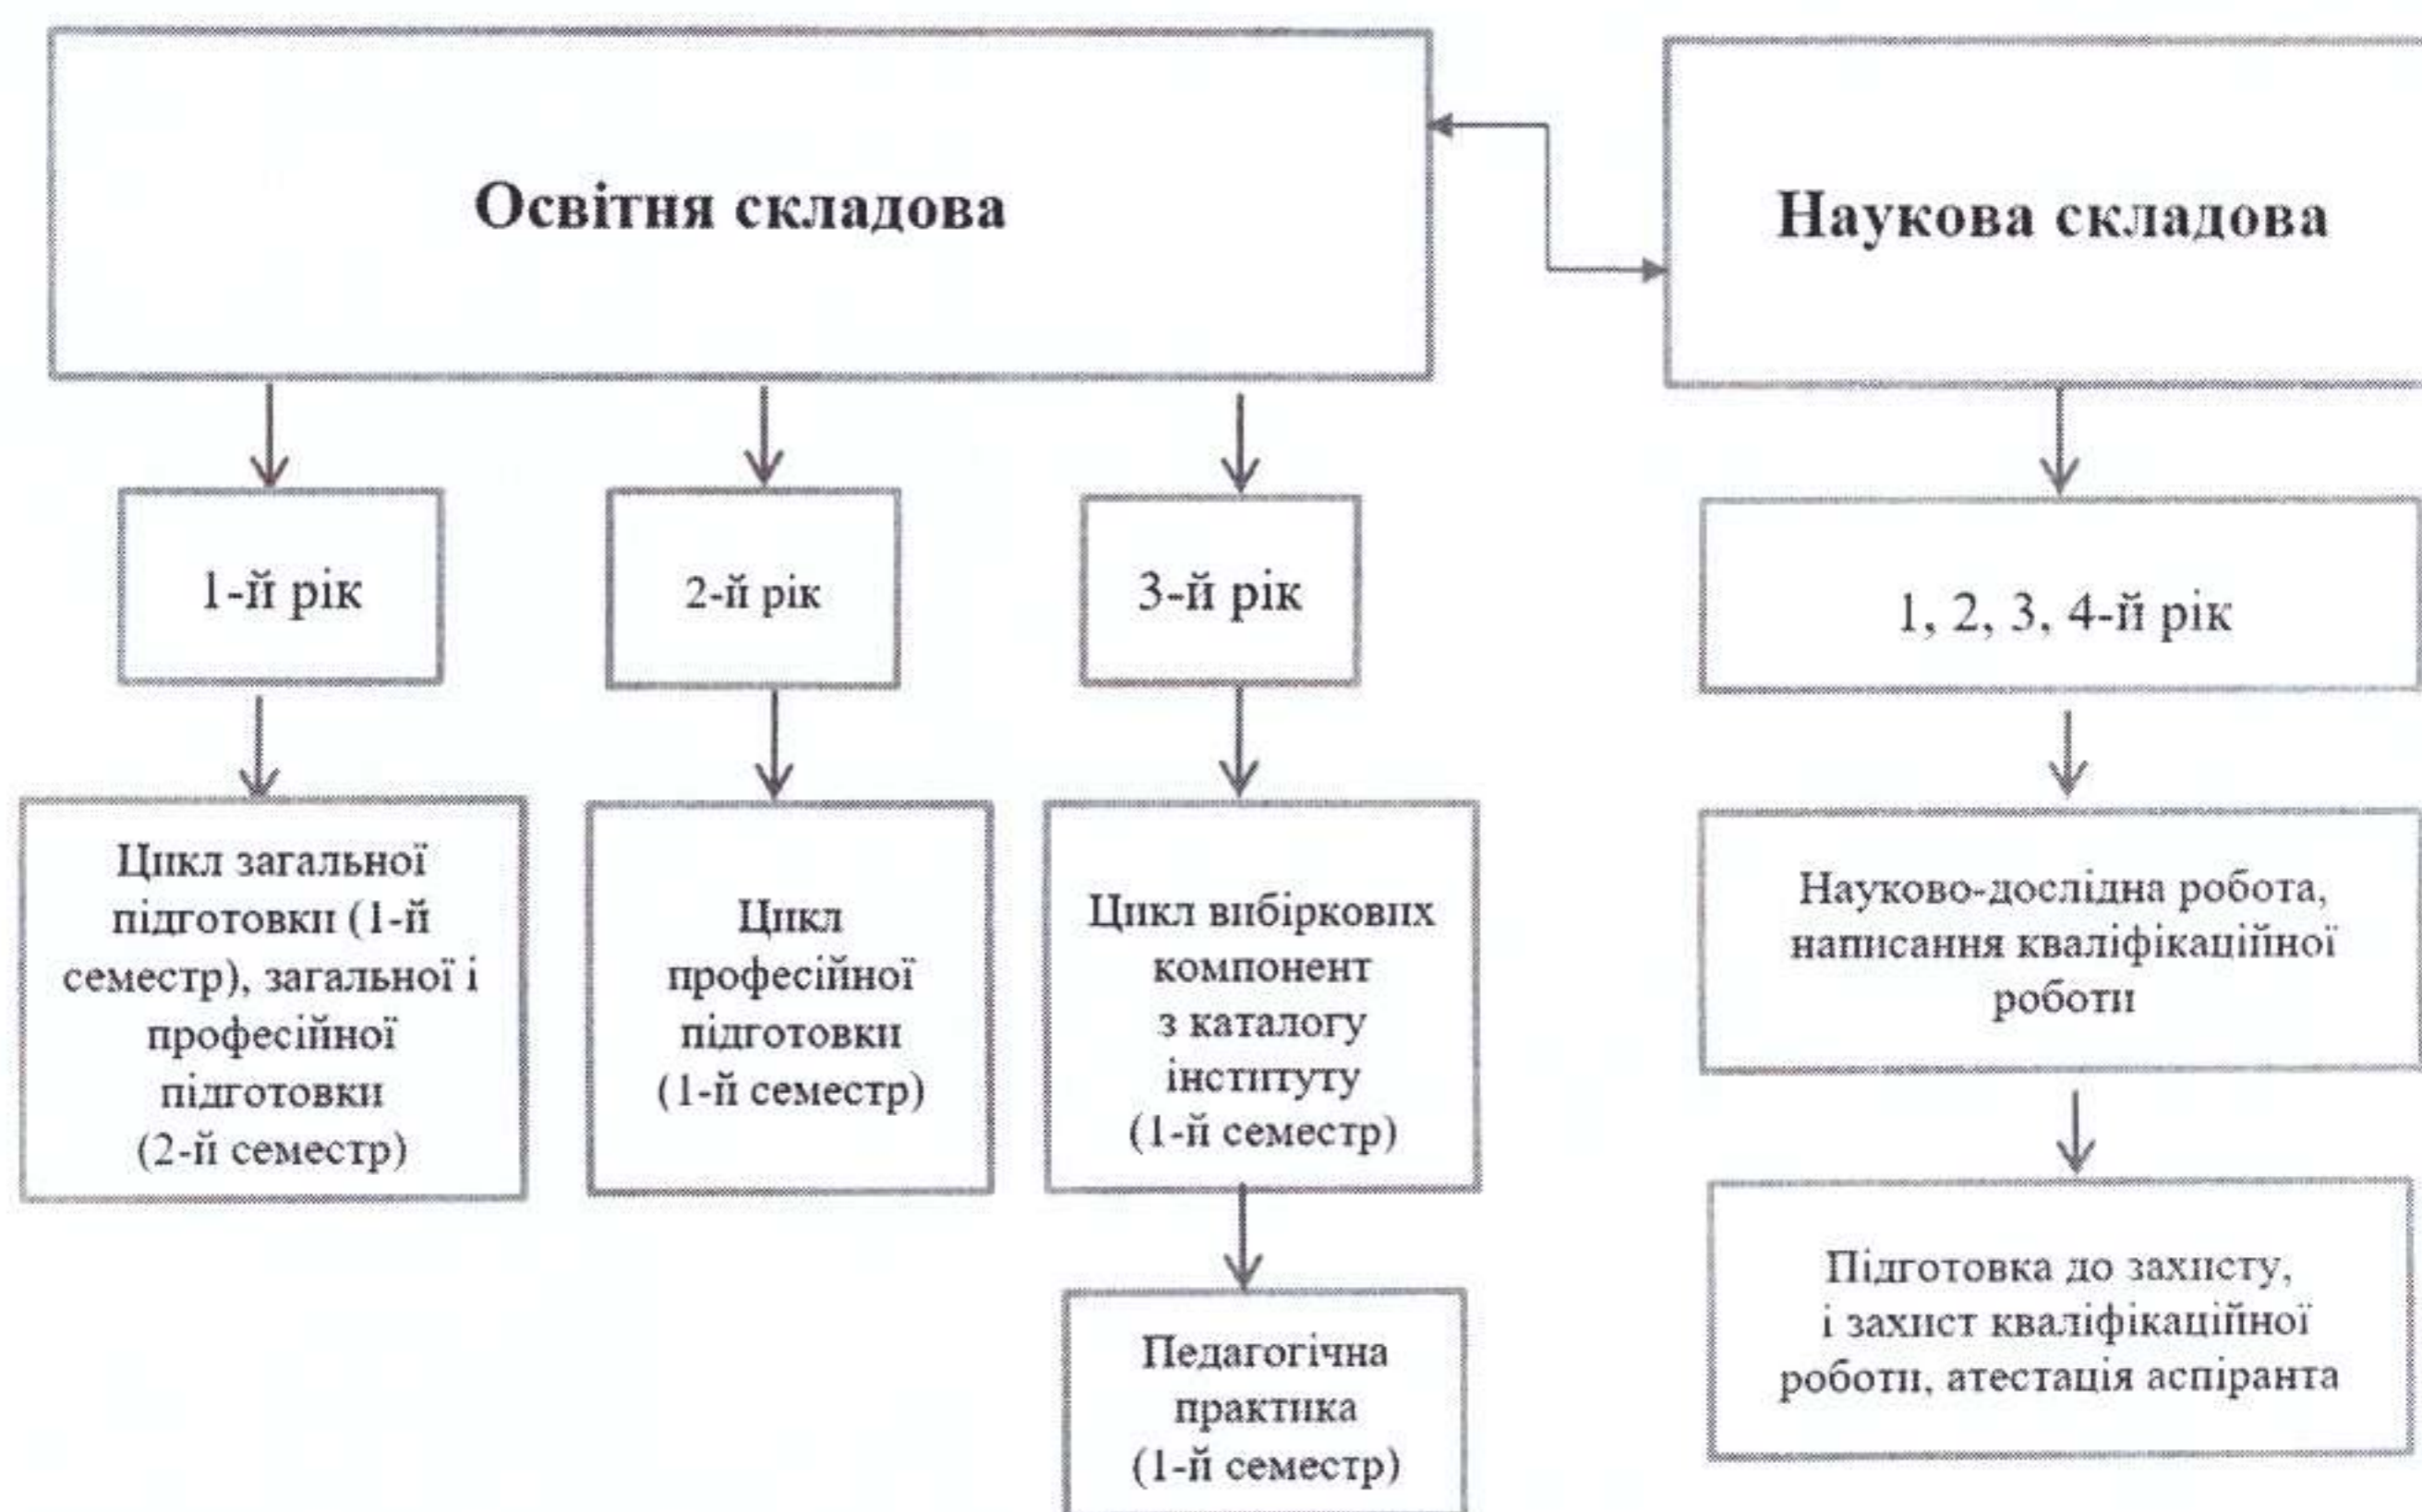 Освітня складова
Наукова складова
1-й рік
2-й рік
3-й рік
1, 2, 3, 4-й рік
Цикл загальної
підготовки (1-й
семестр), загальної і
професійної
підготовки
(2-й семестр)
Цикл
професійної
підготовки
(1-й семестр)
Цикл вибіркових
компонент
з каталогу
інституту
(1-й семестр)
Науково-дослідна робота,
написання кваліфікаційної
роботи
Педагогічна
практика
(1-й семестр)
Підготовка до захисту,
і захист кваліфікаційної
роботи, атестація аспіранта